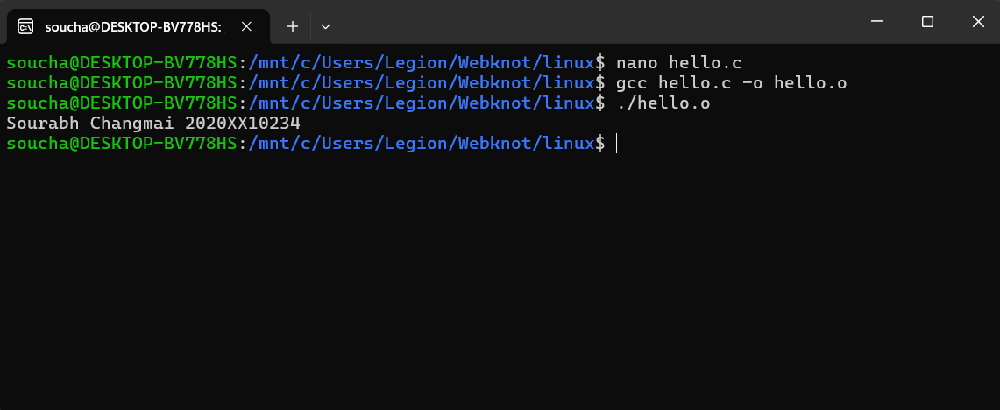 soucha@DESKTOP-BV778HS:
soucha@DESKTOP-BV778HS:/mnt/c/Users/Legion/Webknot/linux$ nano hello.c
soucha@DESKTOP-BV778HS:/mnt/c/Users/Legion/Webknot/linux$ gcc hello.c -o hello.o
soucha@DESKTOP-BV778HS:/mnt/c/Users/Legion/Webknot/linux$ ./hello.o
Sourabh Changmai 2020XX10234
soucha@DESKTOP-BV778HS:/mnt/c/Users/Legion/Webknot/linux$